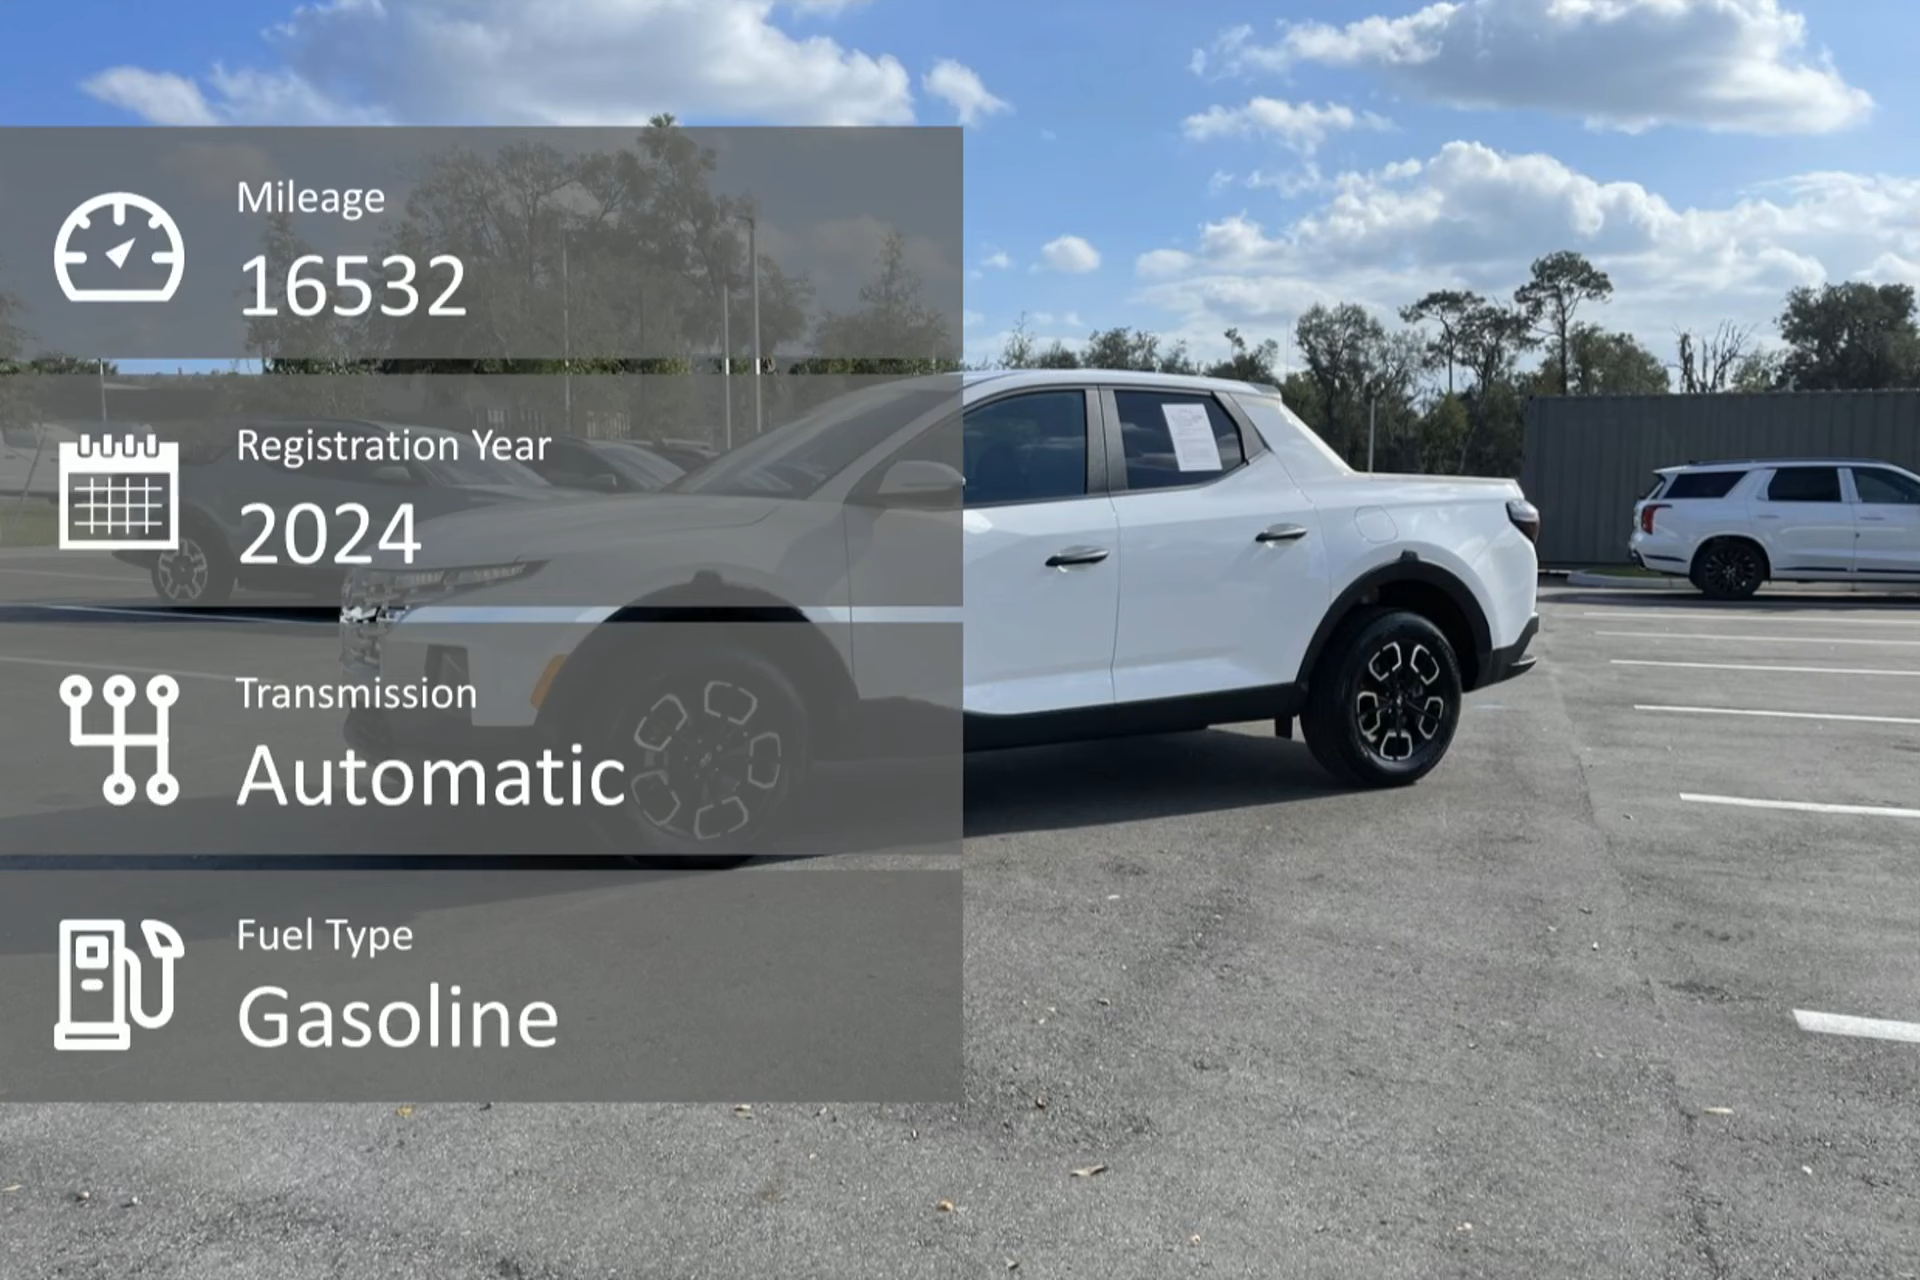 Mileage
16532
Registration Year
2024
Transmission
Automatic
Fuel Type
Gasoline